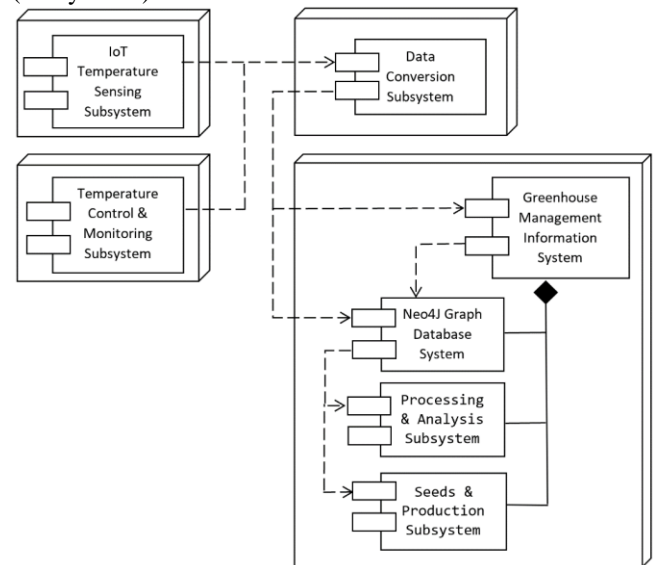 IoT
Temperature
Sensing
Subsystem
Data
Conversion
Subsystem
Temperature
Control &
Monitoring
Subsystem
Greenhouse
Management
Information
System
Neo4J Graph
Database
System
Processing
& Analysis
Subsystem
Seeds &
Production
Subsystem